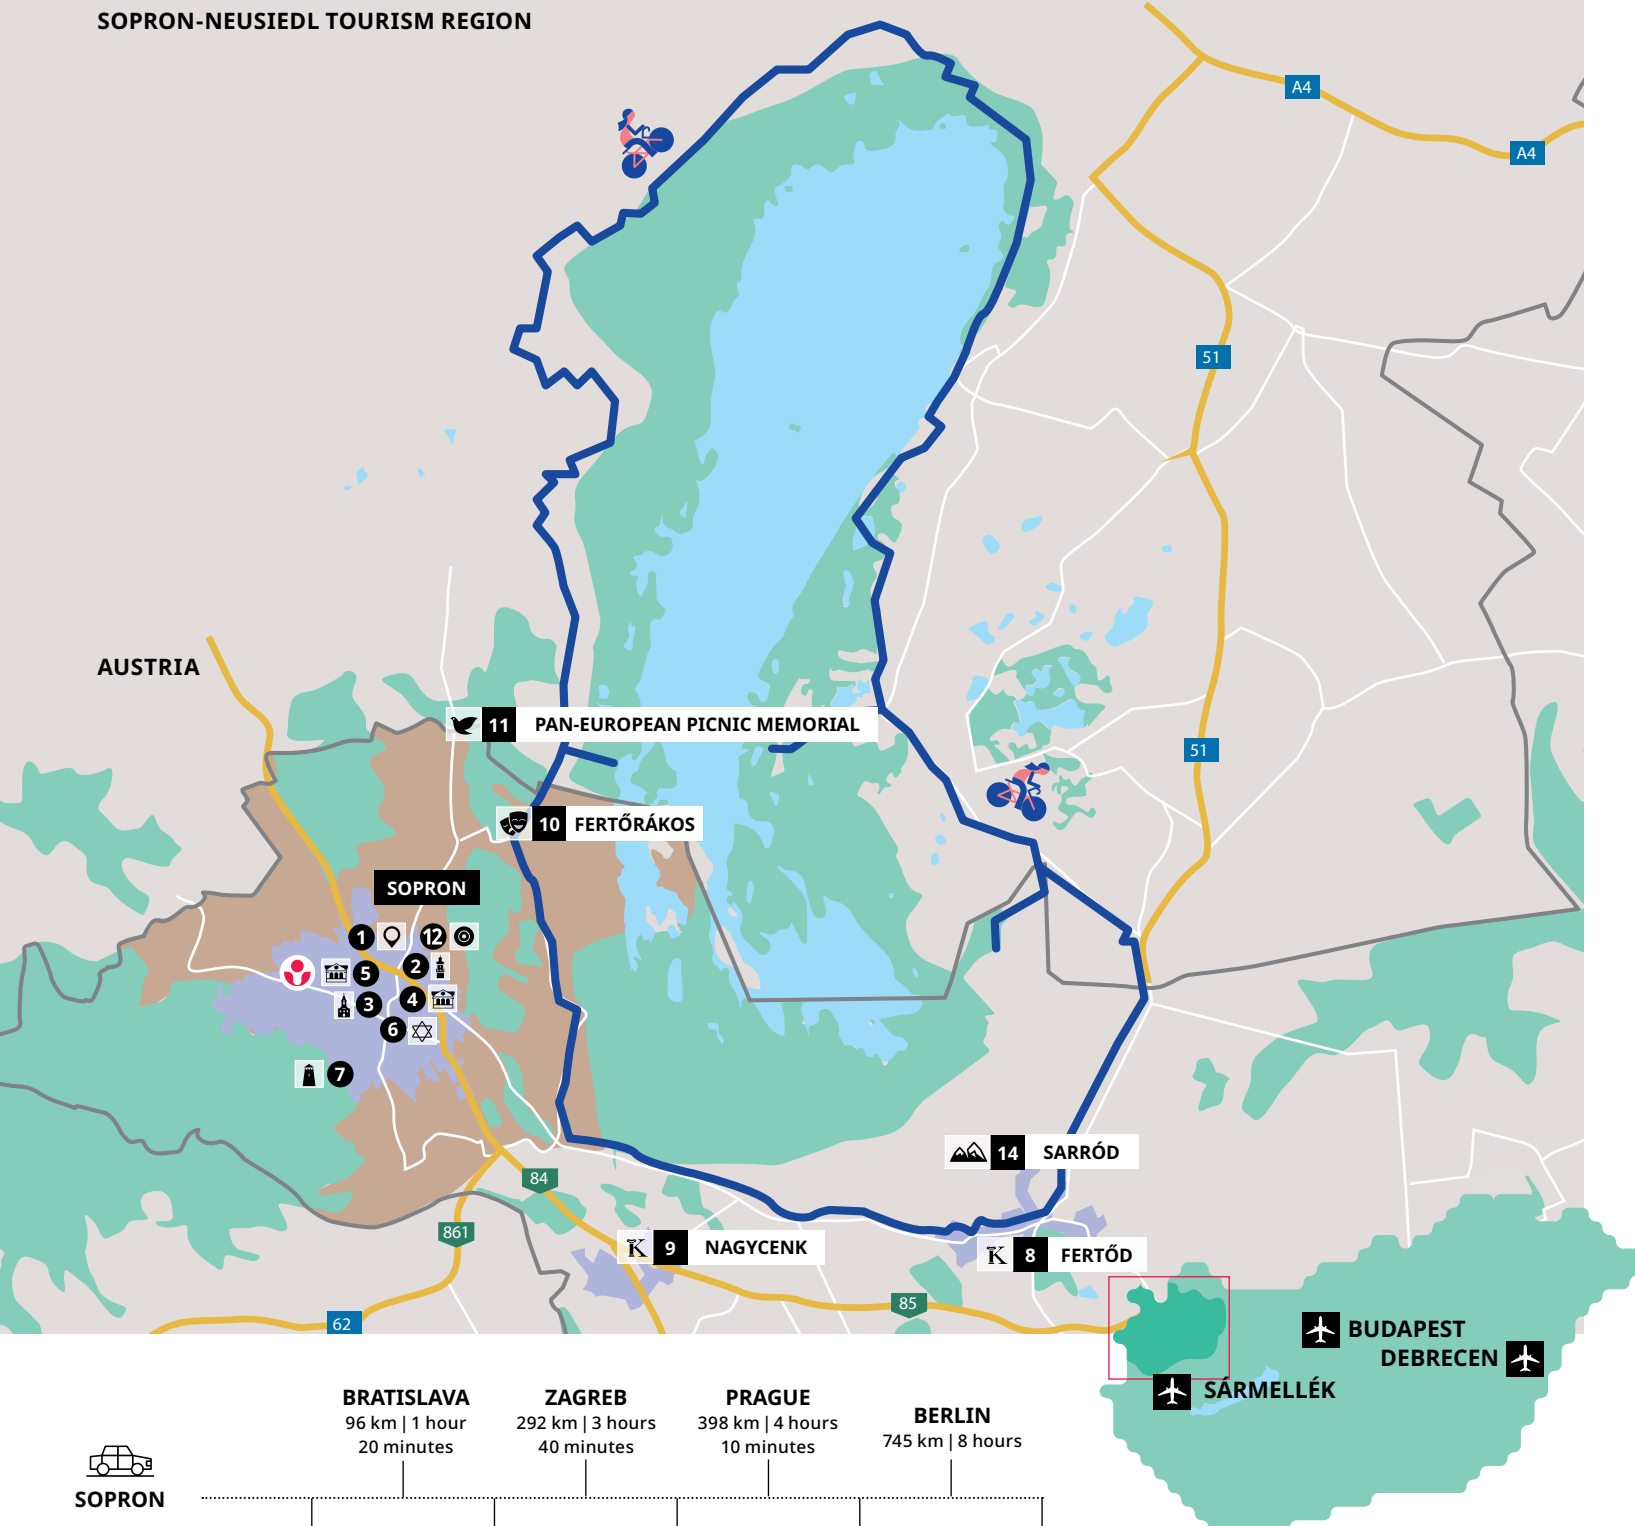 SOPRON-NEUSIEDL TOURISM REGION
A4
A4
51
AUSTRIA
11 PAN-EUROPEAN PICNIC MEMORIAL
51
10 FERTŐRÁKOS
SOPRON
1
12
5
2
3
4
6
7
14 SARRÓD
84
861
9 NAGYCENK
K
8 FERTŐD
K
85
62
BUDAPEST
DEBRECEN
SÁRMELLÉK
BRATISLAVA
96 km | 1 hour
20 minutes
ZAGREB
292 km | 3 hours
40 minutes
PRAGUE
398 km | 4 hours
10 minutes
BERLIN
745 km | 8 hours
SOPRON